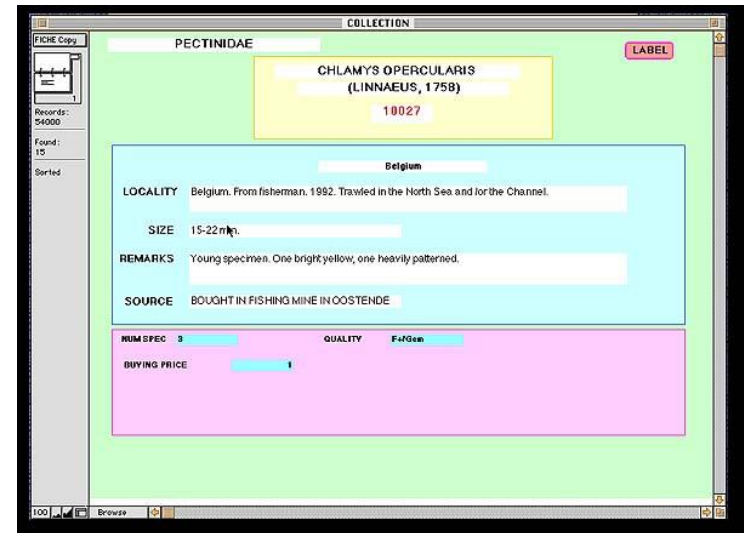 COLLECTION
FICHE Copy
1
Records:
54000
Found:
15
Sorted
PECTINIDAE
LABEL
CHLAMYS OPERCULARIS
(LINNAEUS, 1758)
10027
Belgium
LOCALITY Belgium. From fisherman. 1992. Trawled in the North Sea and /or the Channel.
SIZE 15-22 mm.
REMARKS Young specimen. One bright yellow, one heavily patterned.
SOURCE BOUGHT IN FISHING MINE IN OOSTENDE
NUM SPEC 3 QUALITY F+/Gem
BUYING PRICE 1
100 Browse